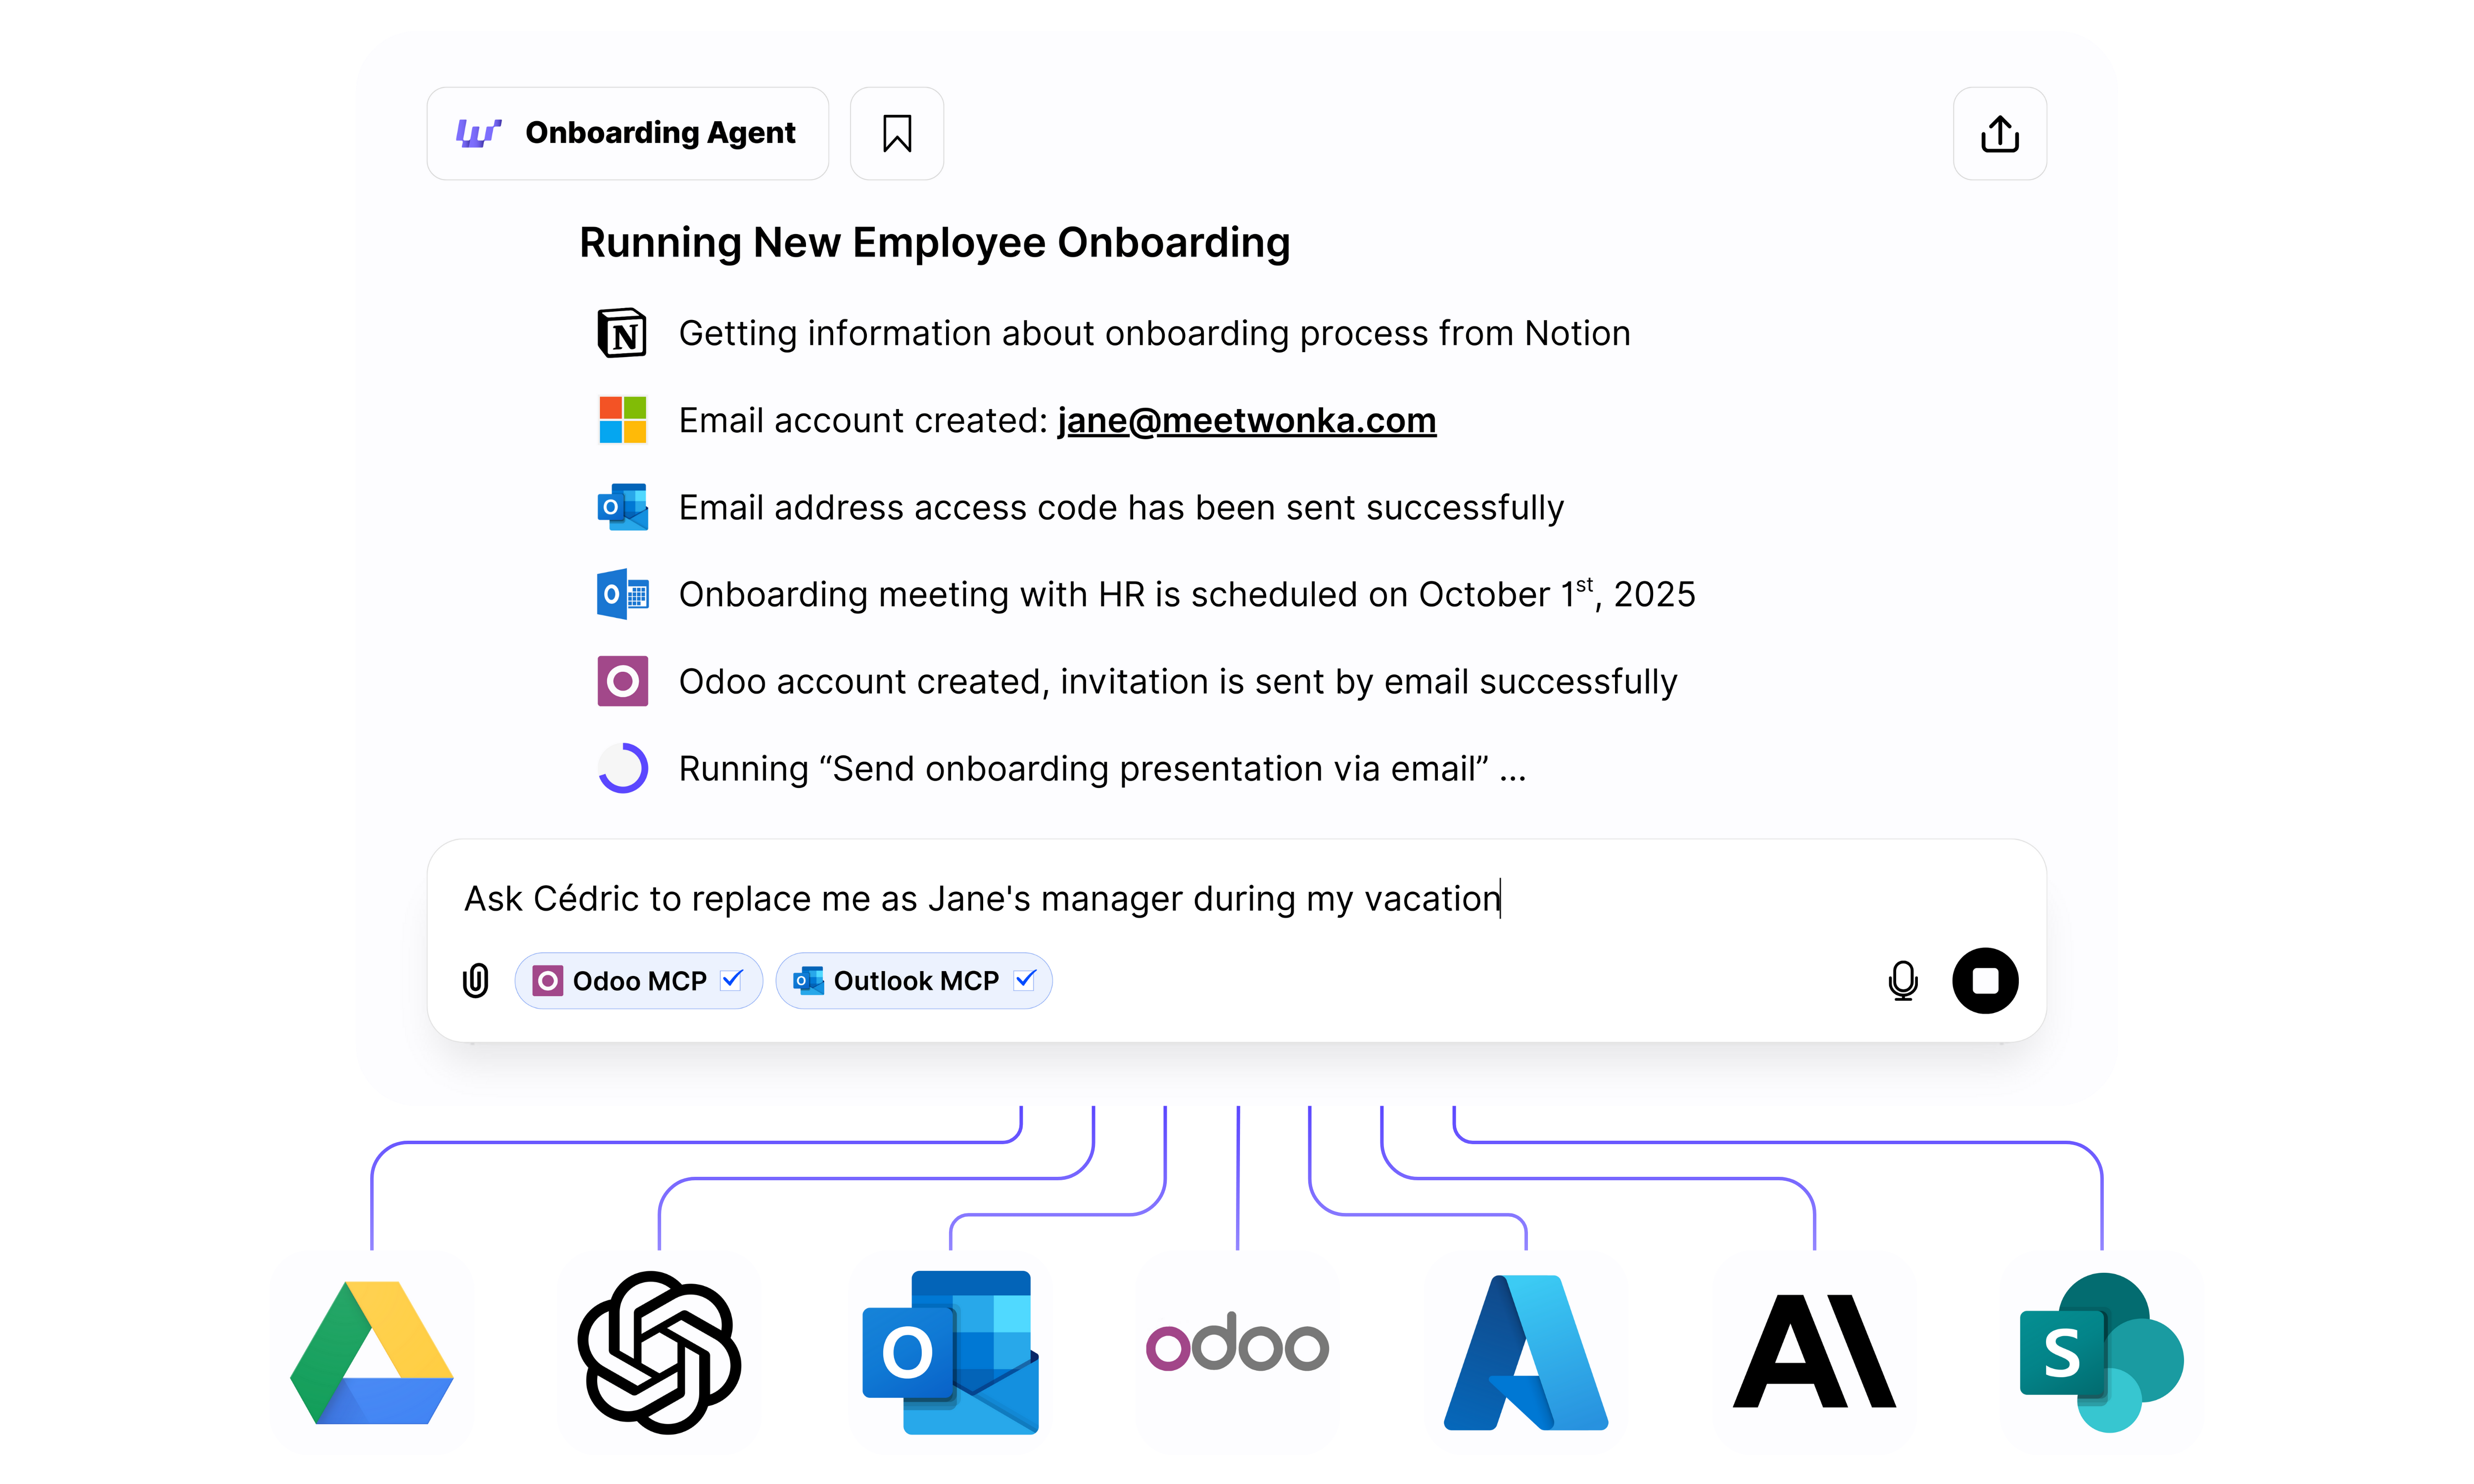 Onboarding Agent
Running New Employee Onboarding
Getting information about onboarding process from Notion
Email account created: jane@meetwonka.com
Email address access code has been sent successfully
Onboarding meeting with HR is scheduled on October 1st, 2025
Odoo account created, invitation is sent by email successfully
Running “Send onboarding presentation via email” ...
Ask Cédric to replace me as Jane's manager during my vacation
Odoo MCP Outlook MCP
odoo